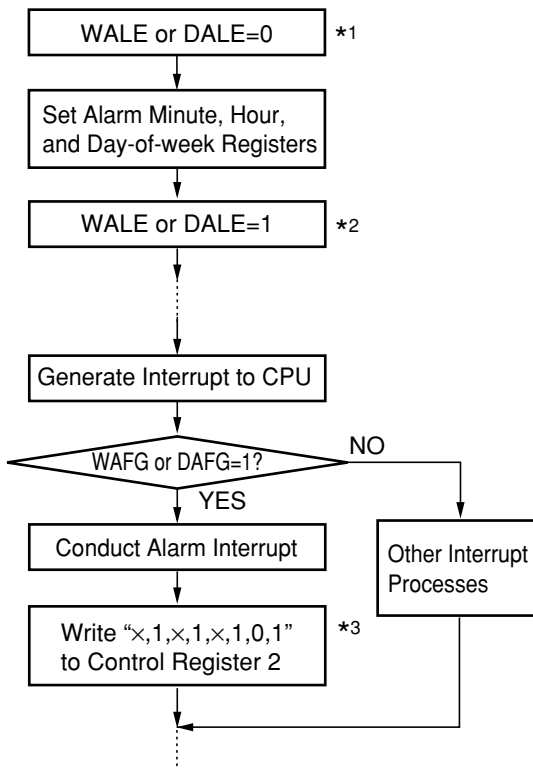 WALE or DALE=0
*1
Set Alarm Minute, Hour,
and Day-of-week Registers
WALE or DALE=1
*2
Generate Interrupt to CPU
WAFG or DAFG=1?
NO
YES
Conduct Alarm Interrupt
Other Interrupt
Processes
Write “×,1,×,1,×,1,0,1”
to Control Register 2
*3